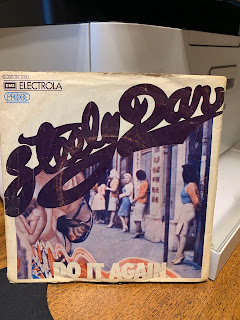 EMI ELECTROLA
PROBE
Steely Dan
DO IT AGAIN